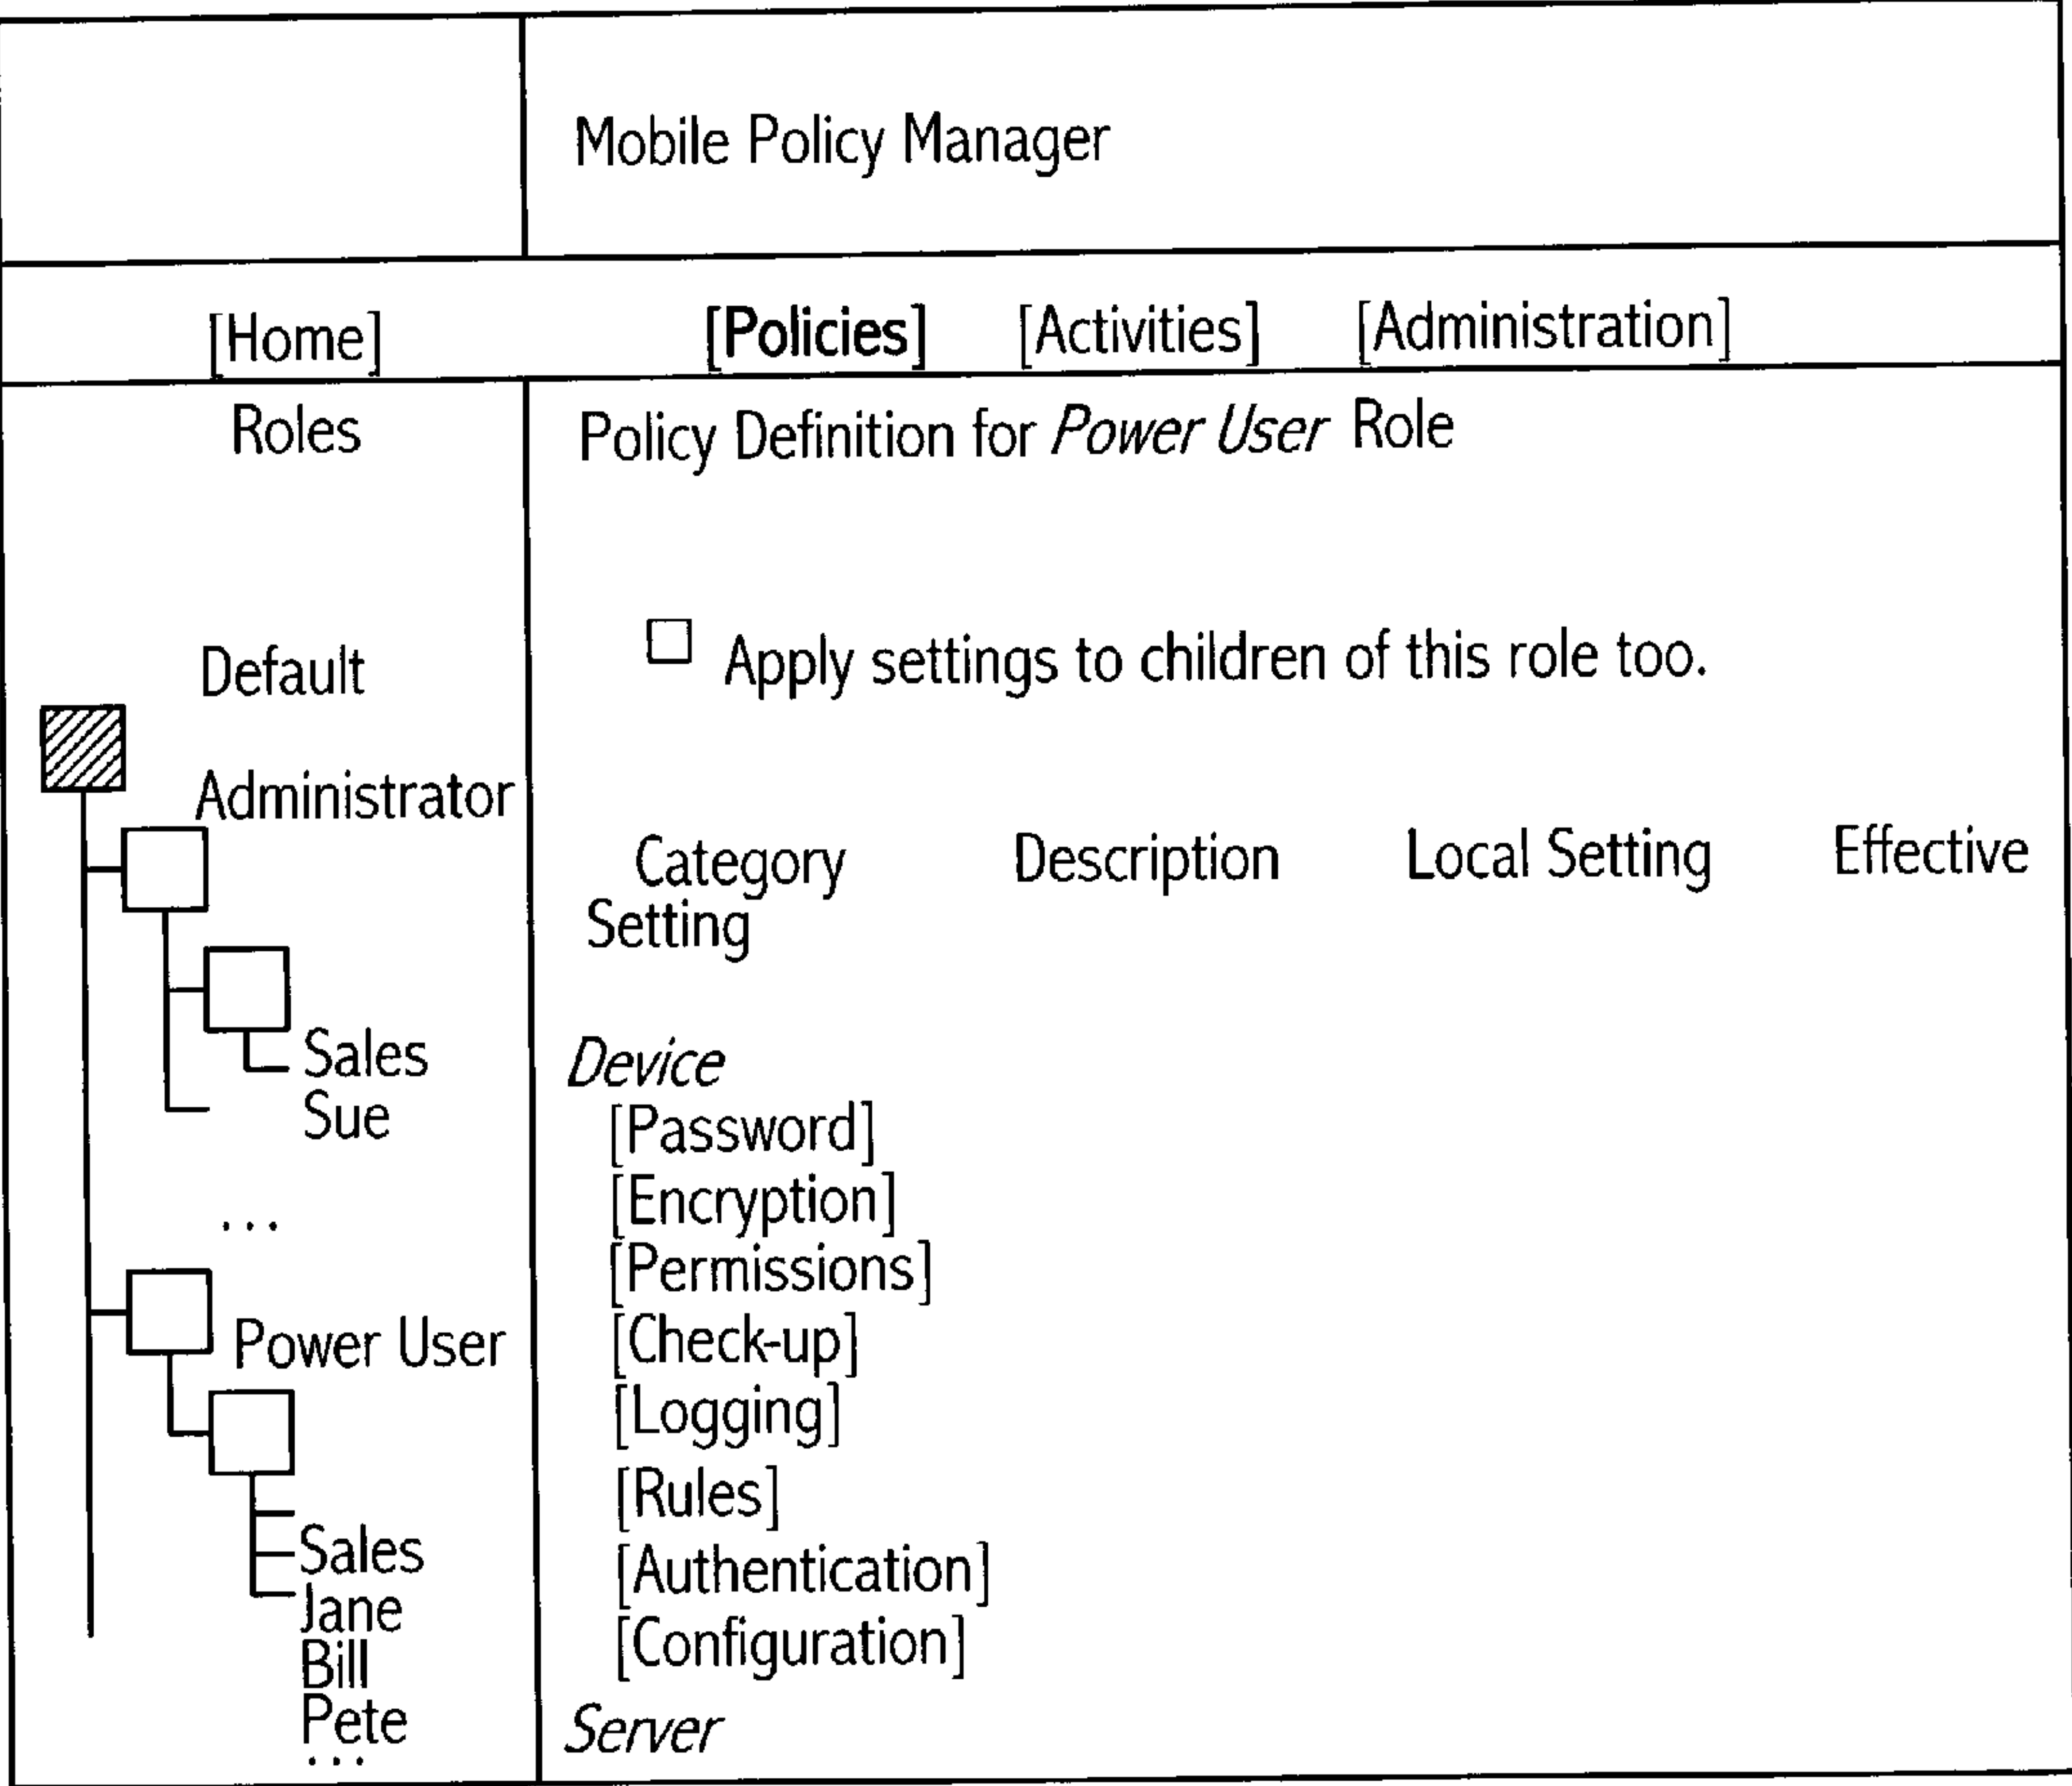 Mobile Policy Manager
[Home] [Policies] [Activities] [Administration]
Roles
Default
Administrator
Sales
Sue
...
Power User
Sales
Jane
Bill
Pete
...
Policy Definition for Power User Role
Apply settings to children of this role too.
Category Description Local Setting Effective
Setting
Device
[Password]
[Encryption]
[Permissions]
[Check-up]
[Logging]
[Rules]
[Authentication]
[Configuration]
Server